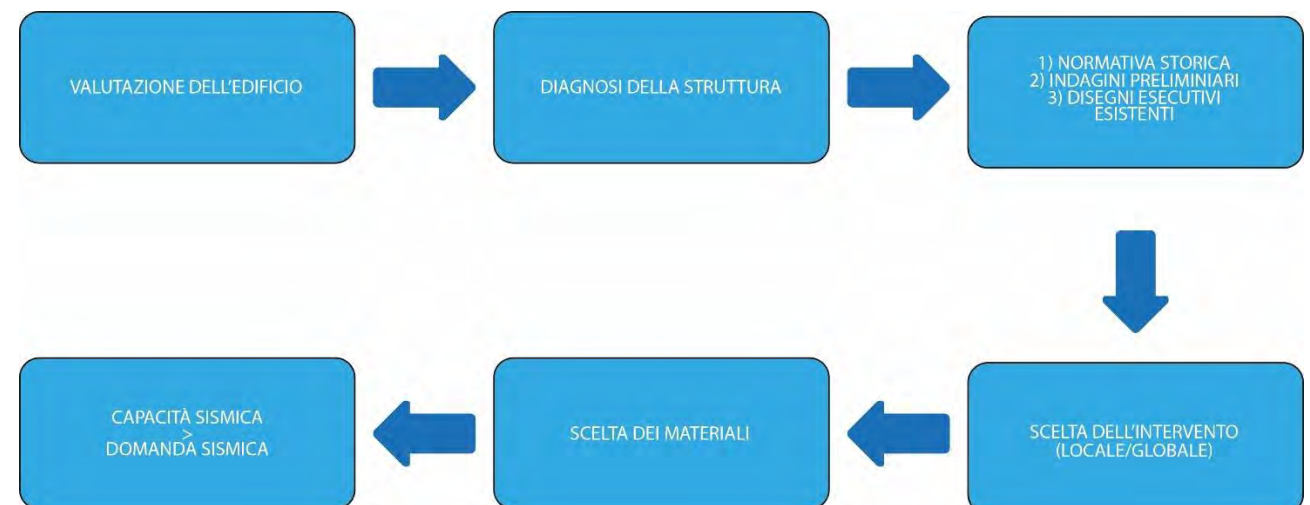 VALUTAZIONE DELL'EDIFICIO
DIAGNOSI DELLA STRUTTURA
1) NORMATIVA STORICA
2) INDAGINI PRELIMINIARI
3) DISEGNI ESECUTIVI
ESISTENTI
CAPACITÀ SISMICA
>
DOMANDA SISMICA
SCELTA DEI MATERIALI
SCELTA DELL'INTERVENTO
(LOCALE/GLOBALE)